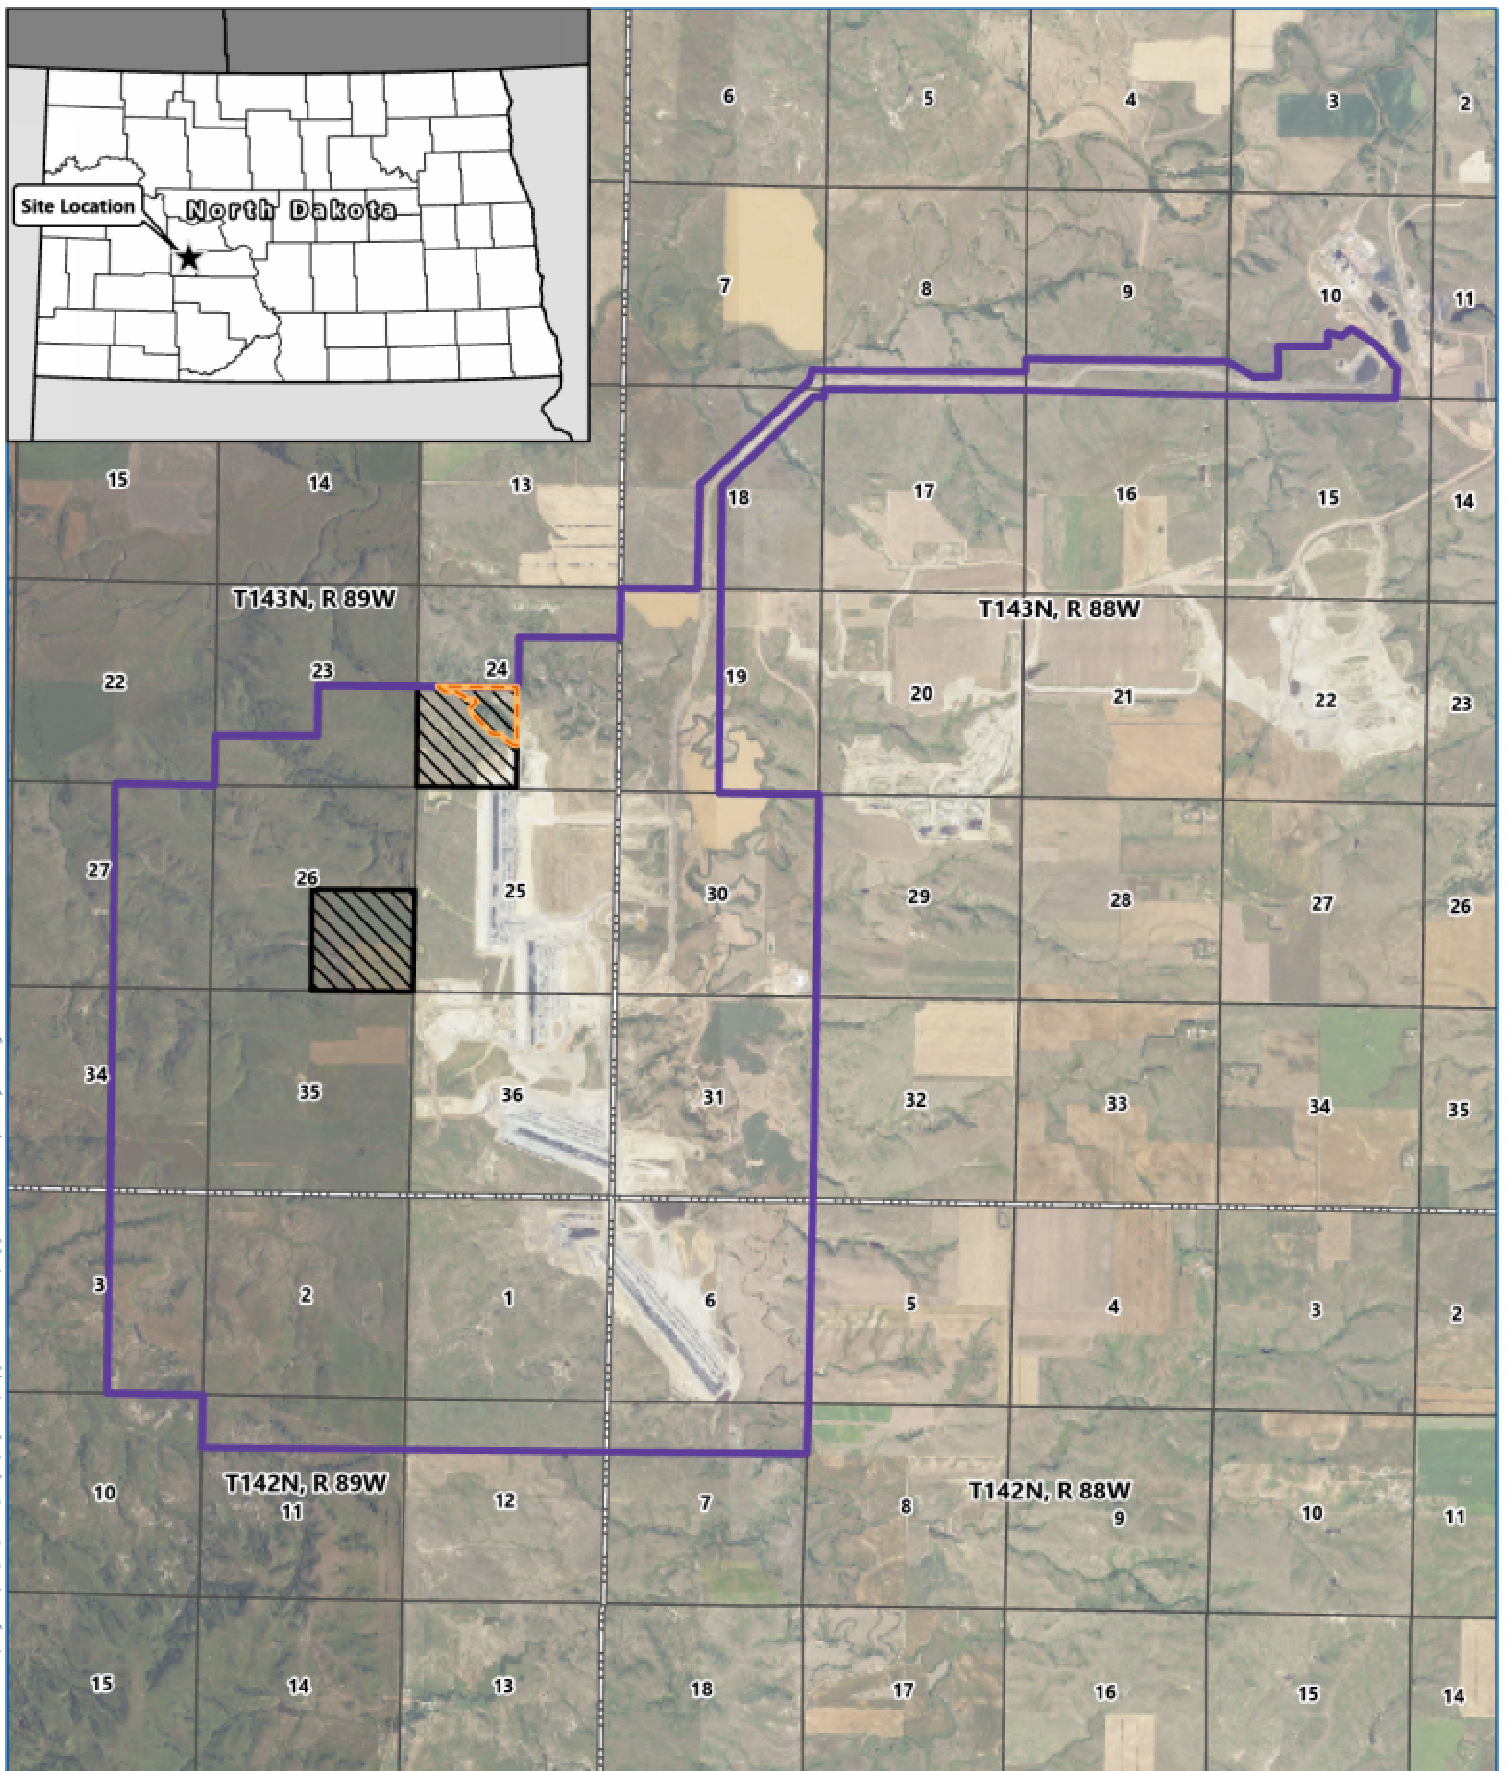 Site Location
North Dakota
6 5 4 3 2
7 8 9 10 11
15 14 13 18 17 16 15 14
T143N, R 89W
T143N, R 88W
22 23 24 19 20 21 22 23
27 26 25 30 29 28 27 26
34 35 36 31 32 33 34 35
3 2 1 6 5 4 3 2
T142N, R 89W
T142N, R 88W
10 11 12 7 8 9 10 11
15 14 13 18 17 16 15 14